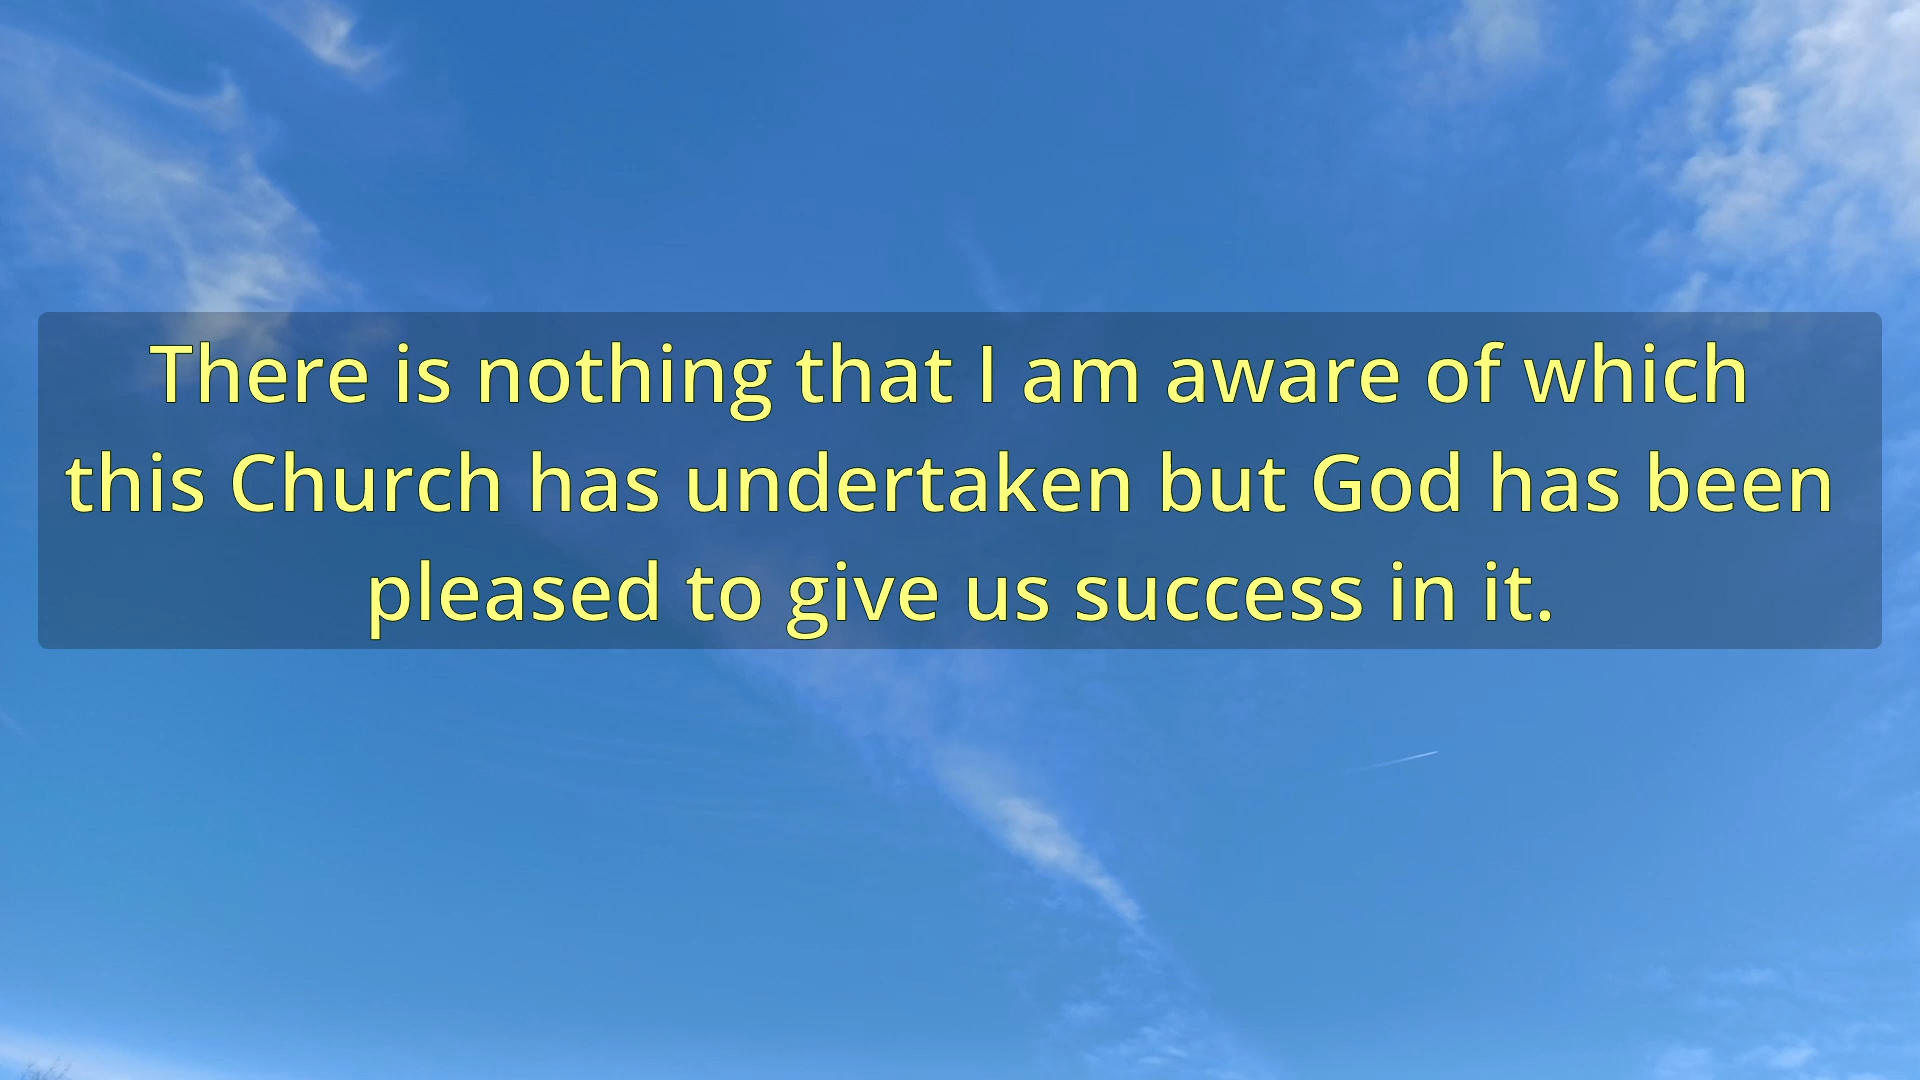 There is nothing that I am aware of which
this Church has undertaken but God has been
pleased to give us success in it.